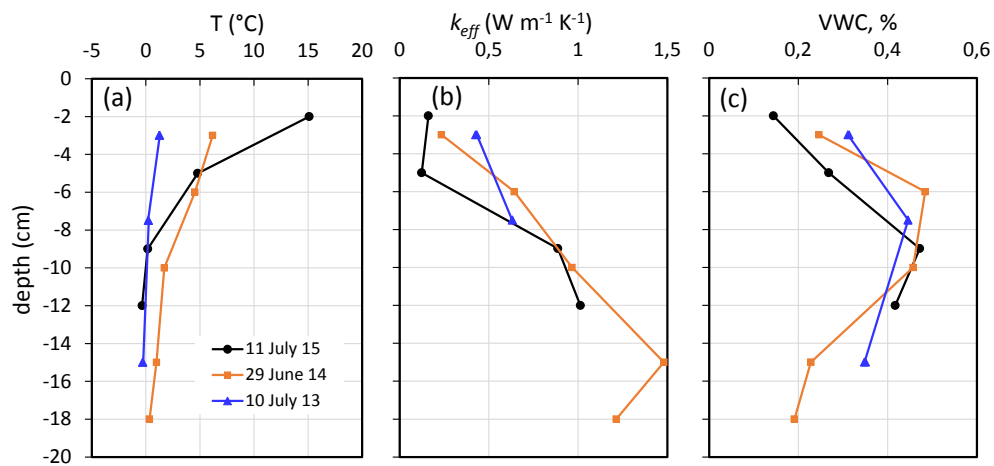 T (°C)
-5 0 5 10 15 20
k_eff (W m⁻¹ K⁻¹)
0 0,5 1 1,5
VWC, %
0 0,2 0,4 0,6
depth (cm)
0
-2
-4
-6
-8
-10
-12
-14
-16
-18
-20
(a)
(b)
(c)
11 July 15
29 June 14
10 July 13